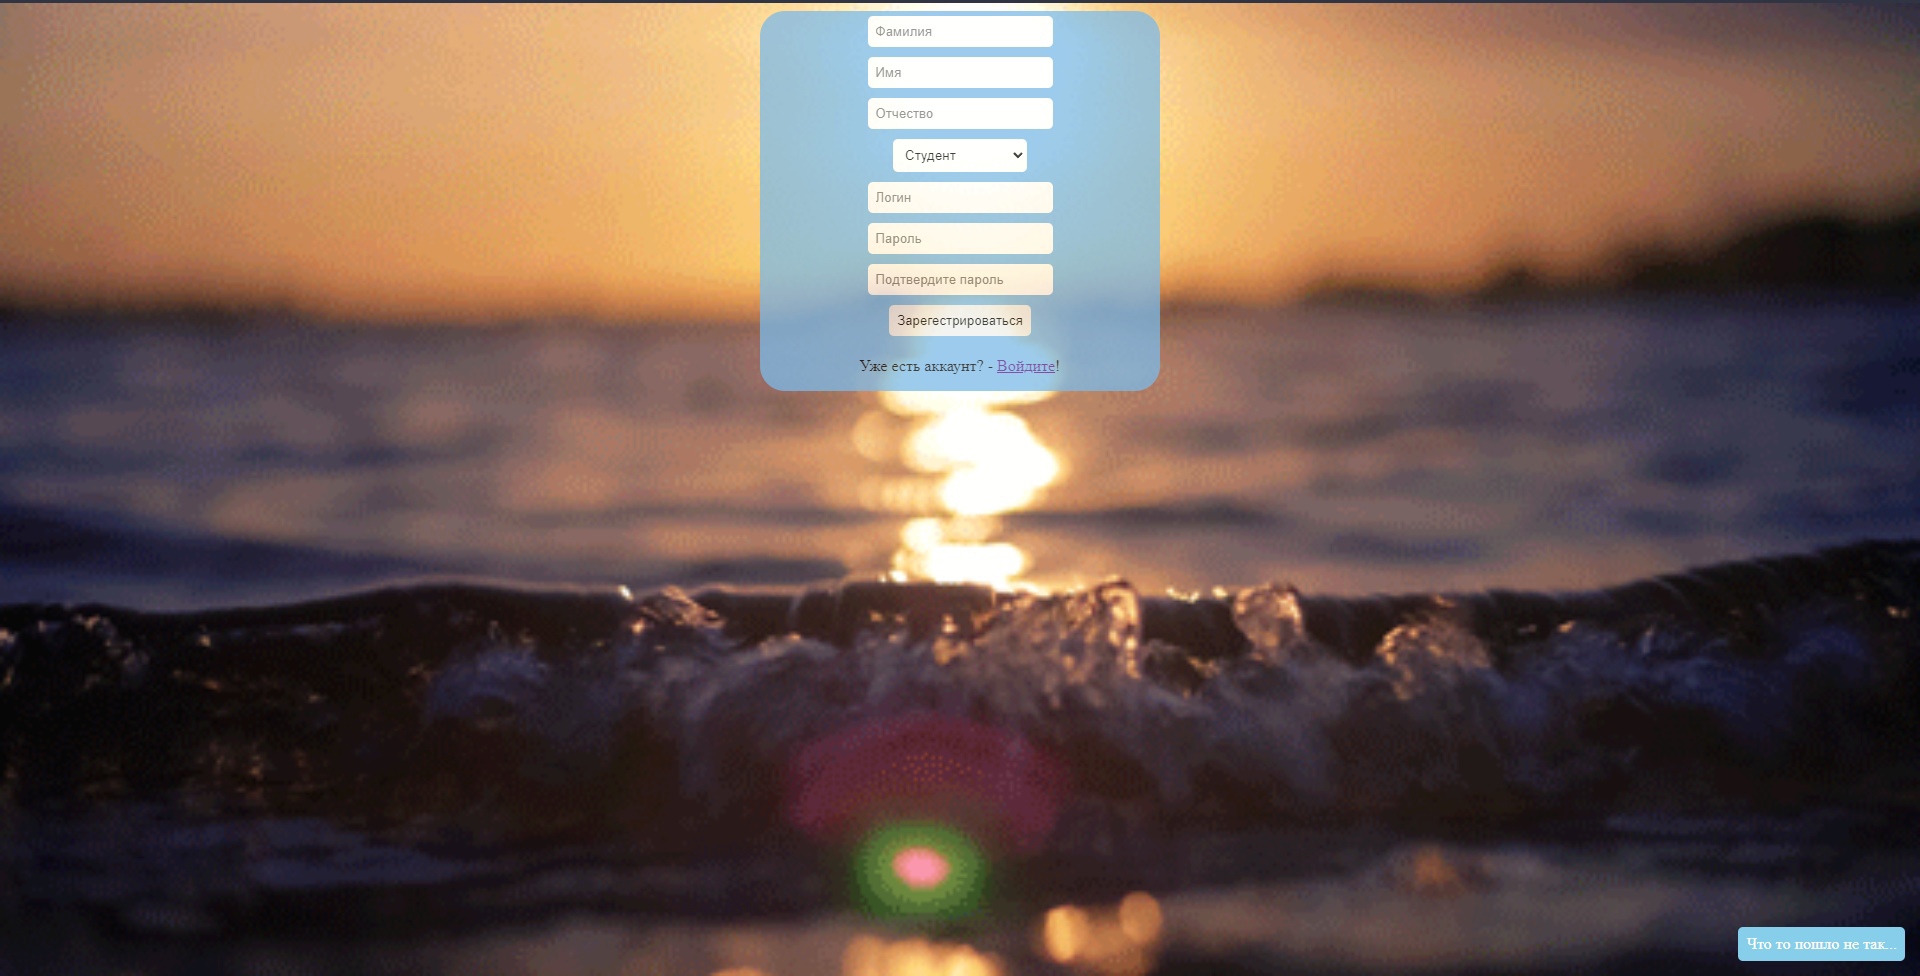 Фамилия
Имя
Отчество
Студент
Логин
Пароль
Подтвердите пароль
Зарегестрироваться
Уже есть аккаунт? - Войдите!
Что то пошло не так...